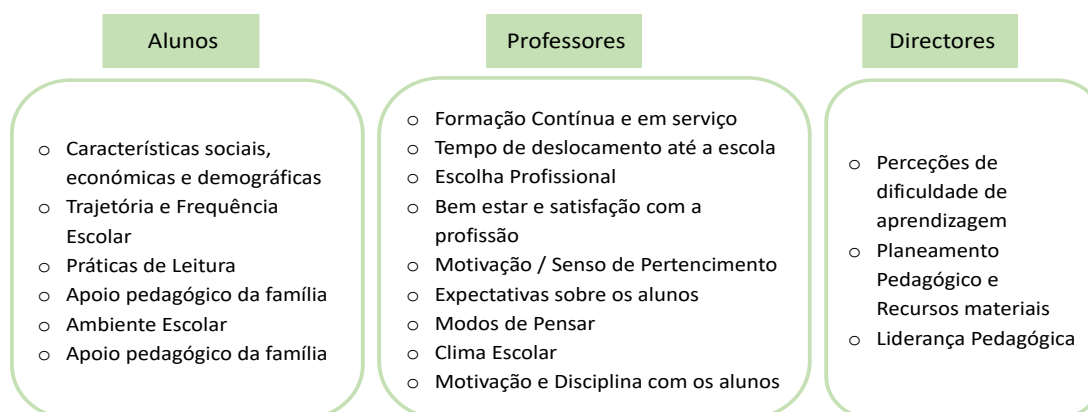 Alunos
Professores
Directores
o Características sociais,
económicas e demográficas
o Trajetória e Frequência
Escolar
o Práticas de Leitura
o Apoio pedagógico da família
o Ambiente Escolar
o Apoio pedagógico da família
o Formação Contínua e em serviço
o Tempo de deslocamento até a escola
o Escolha Profissional
o Bem estar e satisfação com a
profissão
o Motivação / Senso de Pertencimento
o Expectativas sobre os alunos
o Modos de Pensar
o Clima Escolar
o Motivação e Disciplina com os alunos
o Perceções de
dificuldade de
aprendizagem
o Planeamento
Pedagógico e
Recursos materiais
o Liderança Pedagógica